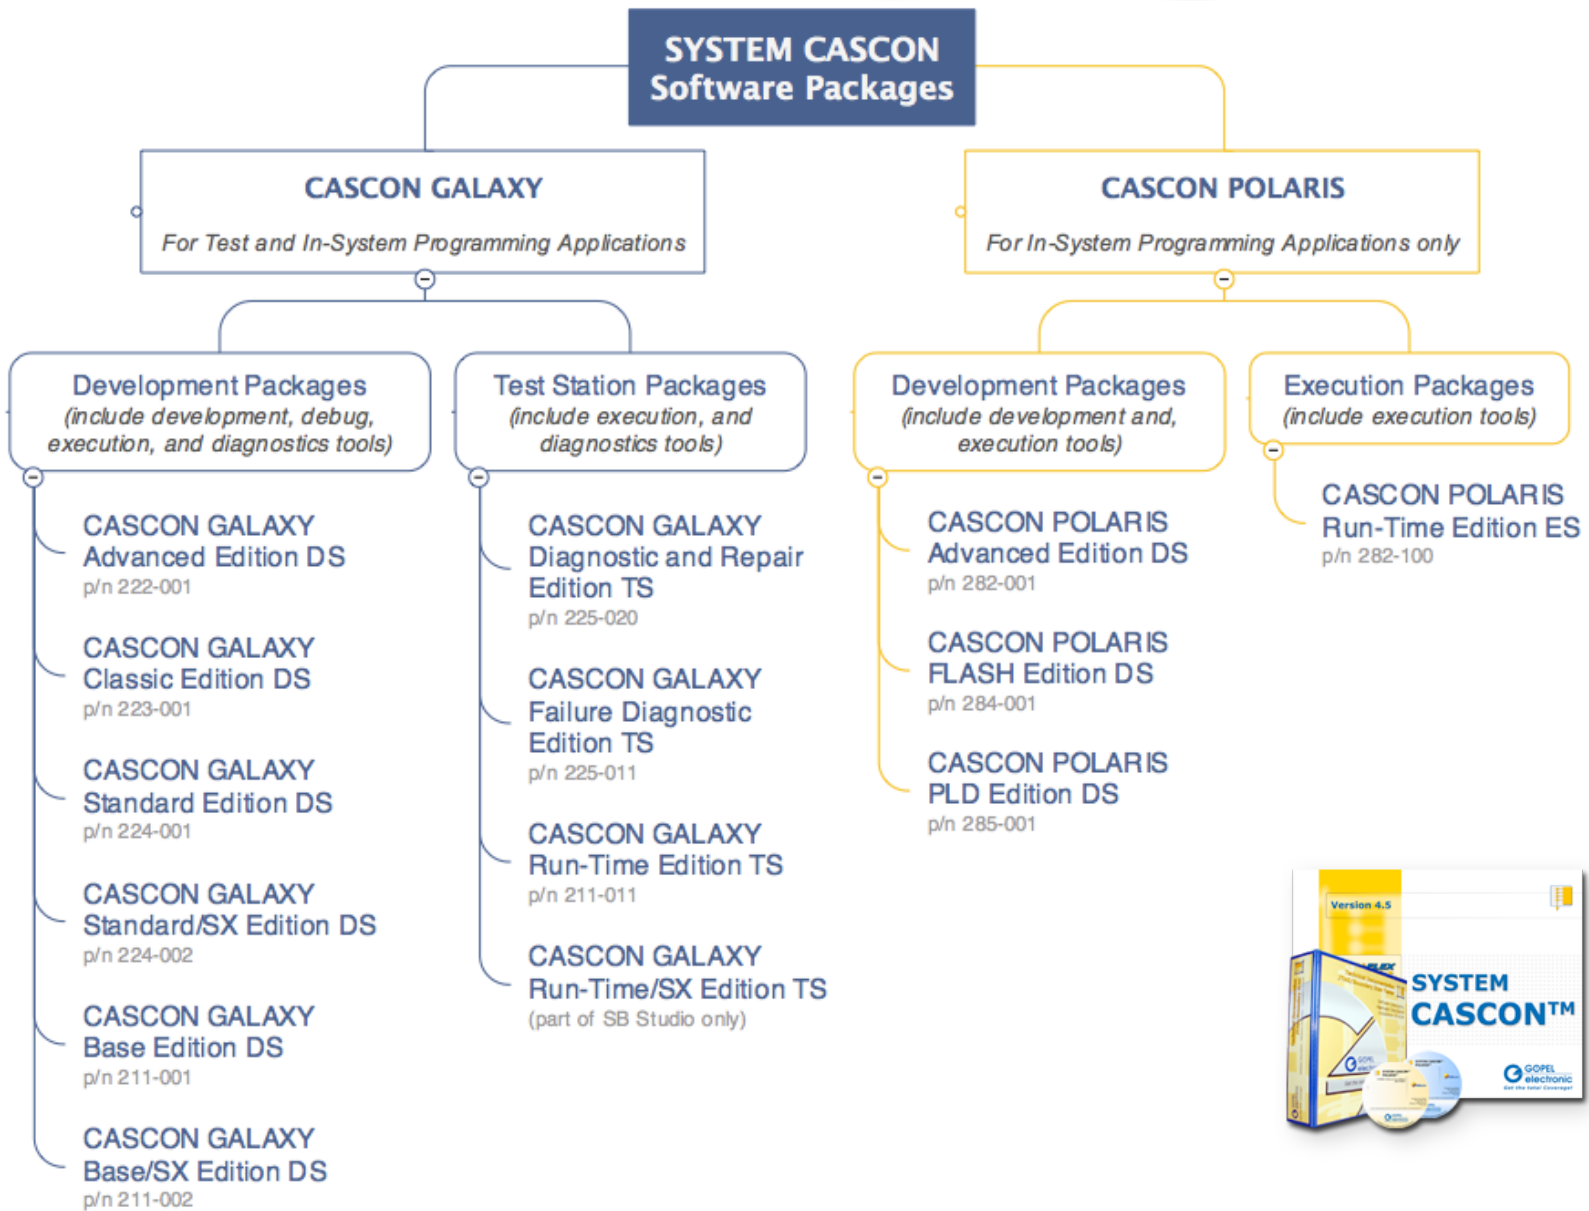 SYSTEM CASCON
Software Packages
CASCON GALAXY
For Test and In-System Programming Applications
CASCON POLARIS
For In-System Programming Applications only
Development Packages
(include development, debug,
execution, and diagnostics tools)
Test Station Packages
(include execution, and
diagnostics tools)
Development Packages
(include development and,
execution tools)
Execution Packages
(include execution tools)
CASCON GALAXY
Advanced Edition DS
p/n 222-001
CASCON GALAXY
Classic Edition DS
p/n 223-001
CASCON GALAXY
Standard Edition DS
p/n 224-001
CASCON GALAXY
Standard/SX Edition DS
p/n 224-002
CASCON GALAXY
Base Edition DS
p/n 211-001
CASCON GALAXY
Base/SX Edition DS
p/n 211-002
CASCON GALAXY
Diagnostic and Repair
Edition TS
p/n 225-020
CASCON GALAXY
Failure Diagnostic
Edition TS
p/n 225-011
CASCON GALAXY
Run-Time Edition TS
p/n 211-011
CASCON GALAXY
Run-Time/SX Edition TS
(part of SB Studio only)
CASCON POLARIS
Advanced Edition DS
p/n 282-001
CASCON POLARIS
FLASH Edition DS
p/n 284-001
CASCON POLARIS
PLD Edition DS
p/n 285-001
CASCON POLARIS
Run-Time Edition ES
p/n 282-100
Version 4.5
SYSTEM
CASCON™
GOPEL
electronic
Get the total Coverage!
GOPEL